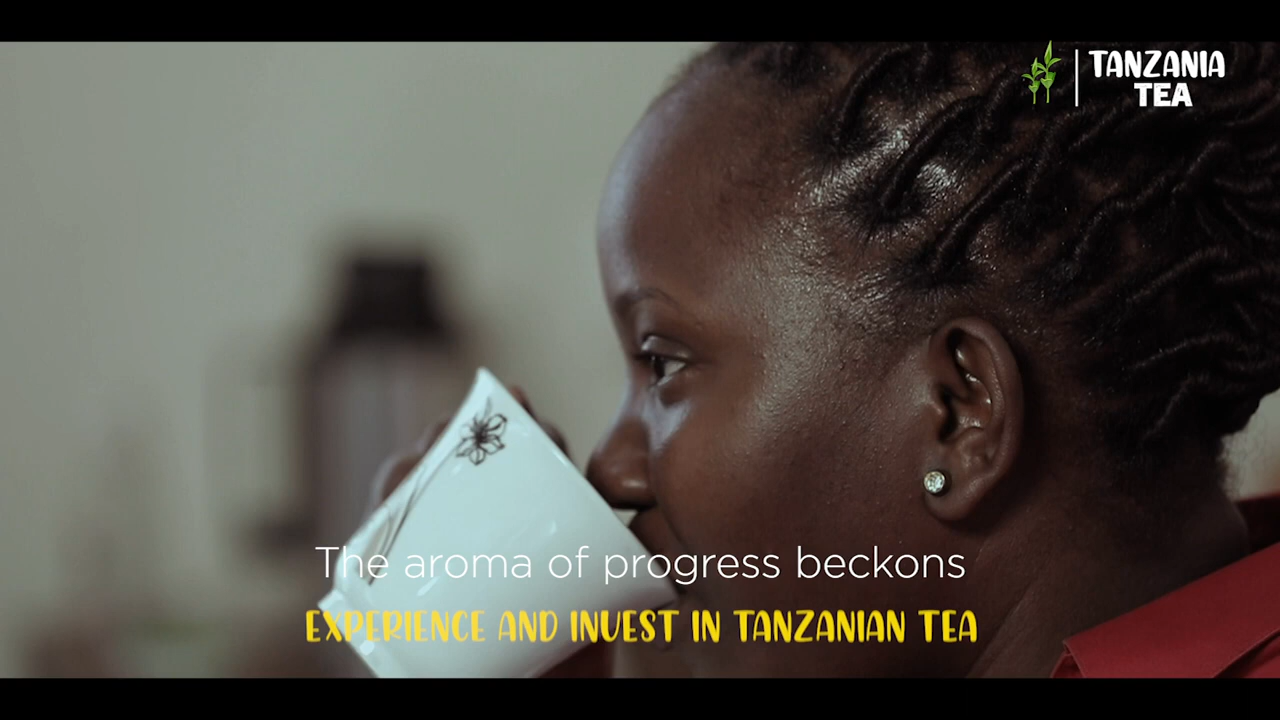 TANZANIA
TEA
The aroma of progress beckons
EXPERIENCE AND INVEST IN TANZANIAN TEA